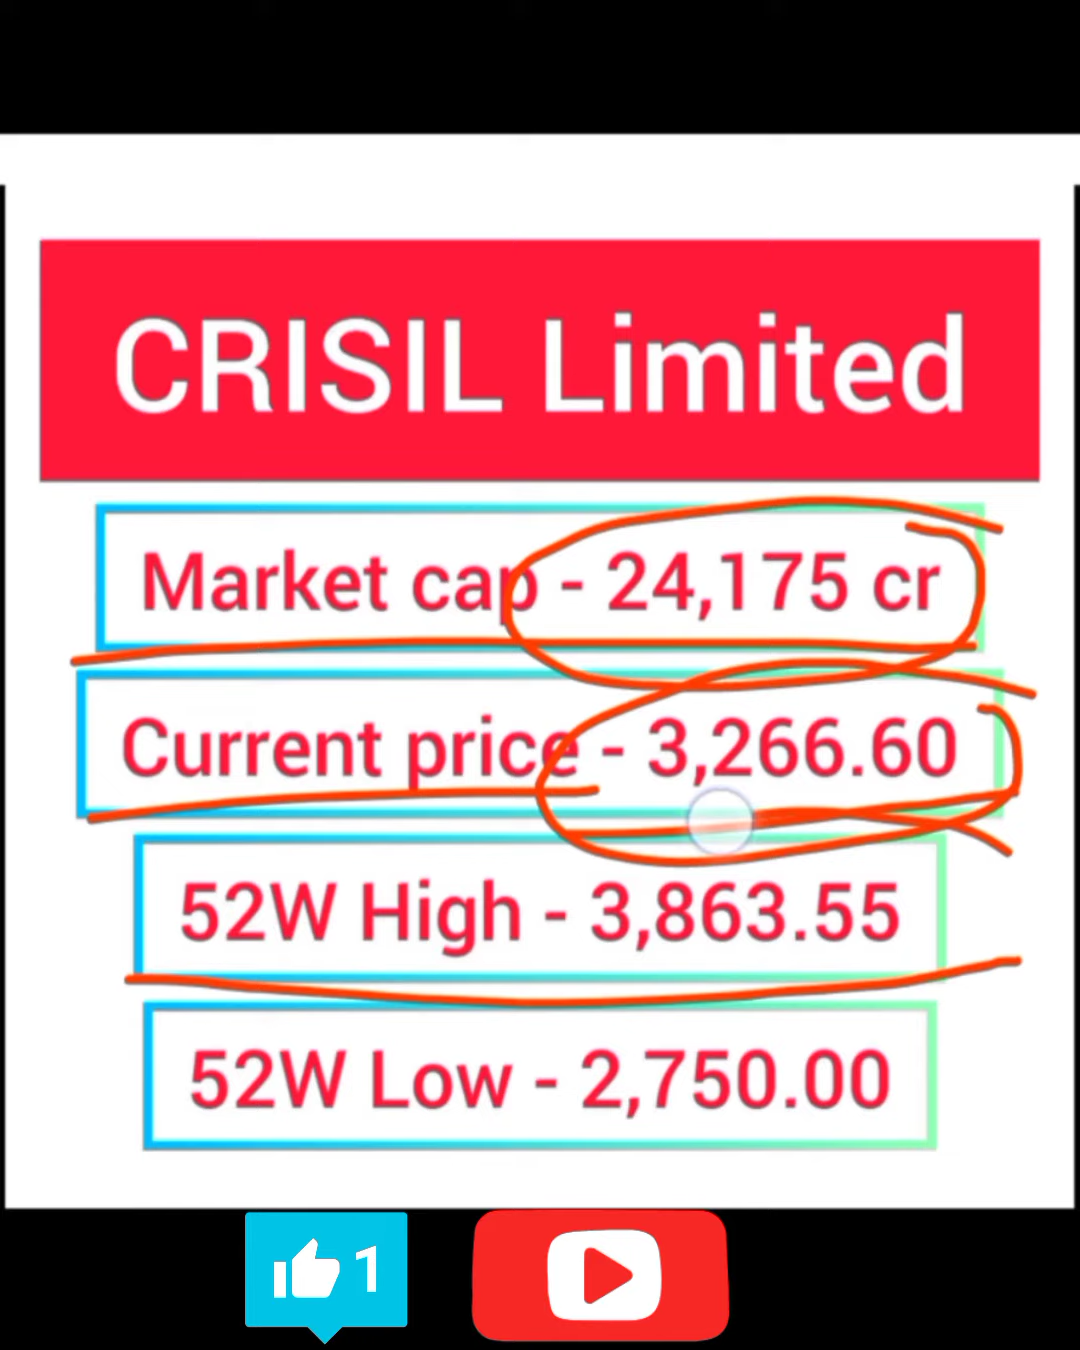 CRISIL Limited
Market cap - 24,175 cr
Current price - 3,266.60
52W High - 3,863.55
52W Low - 2,750.00
1